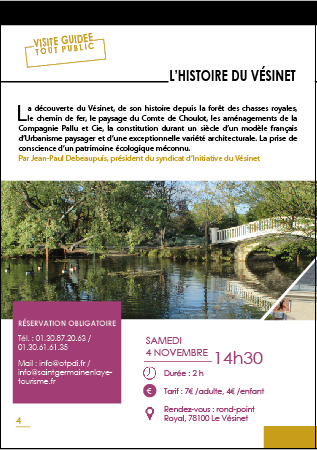 VISITE GUIDEE
TOUT PUBLIC
L'HISTOIRE DU VÉSINET
La découverte du Vésinet, de son histoire depuis la forêt des chasses royales,
le chemin de fer, le paysage du Comte de Choulot, les aménagements de la
Compagnie Pallu et Cie, la constitution durant un siècle d'un modèle français
d'Urbanisme paysager et d'une exceptionnelle variété architecturale. La prise de
conscience d'un patrimoine écologique méconnu.
Par Jean-Paul Debeaupuis, président du syndicat d'Initiative du Vésinet
RÉSERVATION OBLIGATOIRE
Tél. : 01.30.87.20.63 /
01.30.61.61.35
Mail : info@otpdi.fr /
info@saintgermainenlaye-
tourisme.fr
4
SAMEDI
4 NOVEMBRE 14h30
Durée : 2 h
Tarif : 7€ /adulte, 4€ /enfant
Rendez-vous : rond-point
Royal, 78100 Le Vésinet